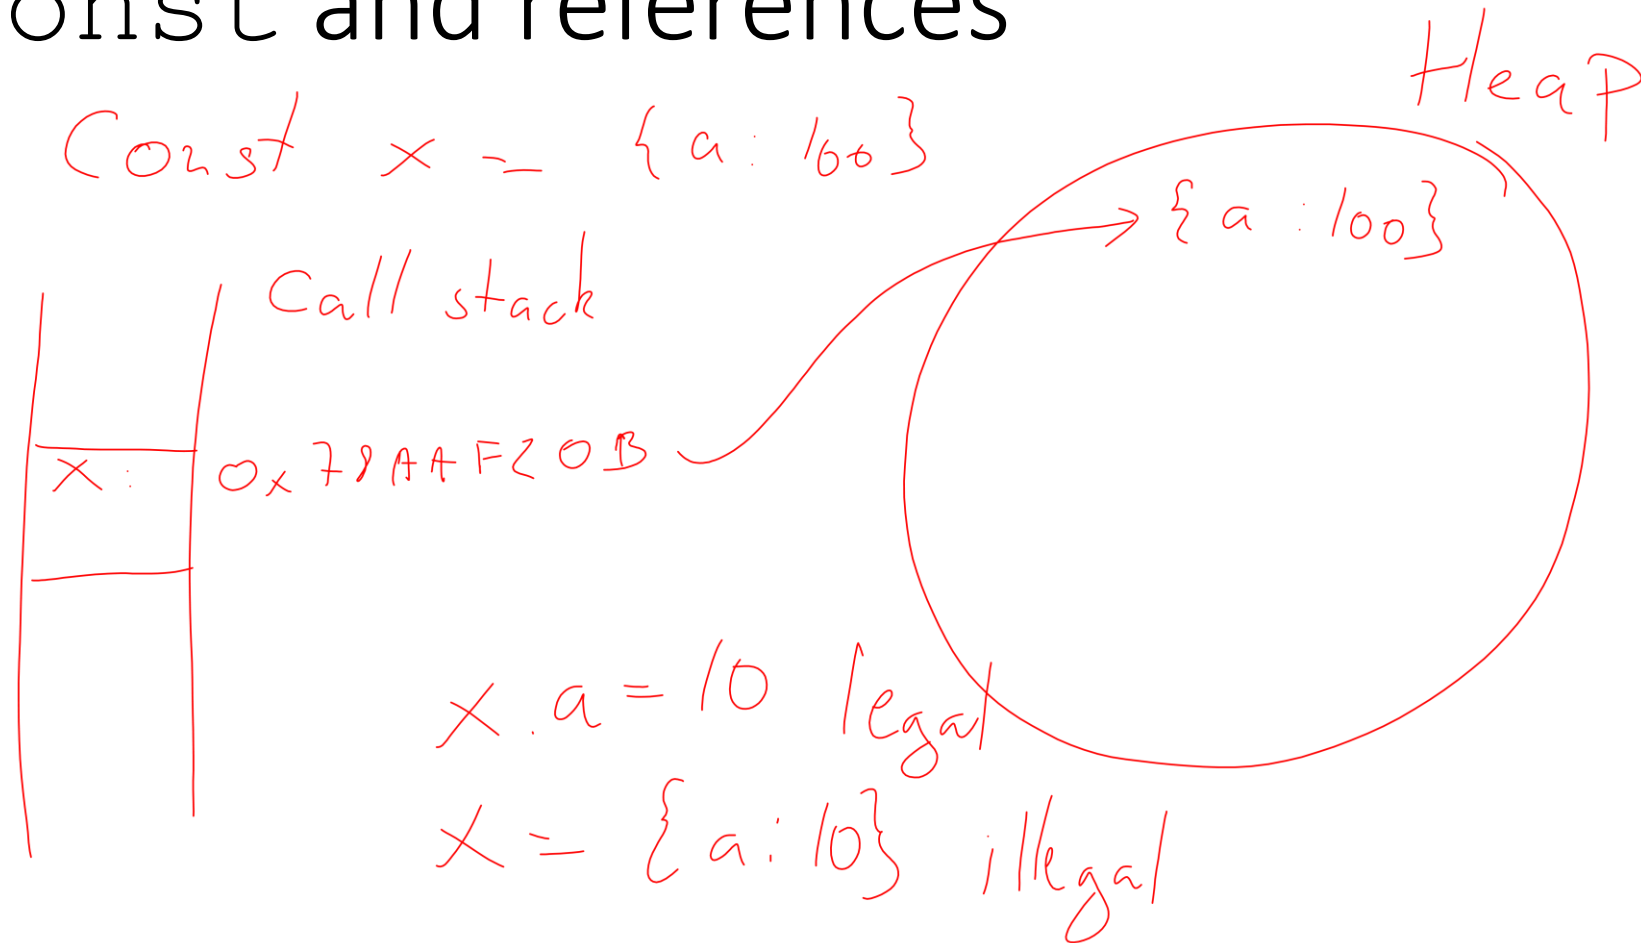 onst and references
Heap
Const x = {a : 100}
{a : 100}
Call stack
x : 0x78AAF20B
x.a = 10 legal
x = {a : 10} illegal